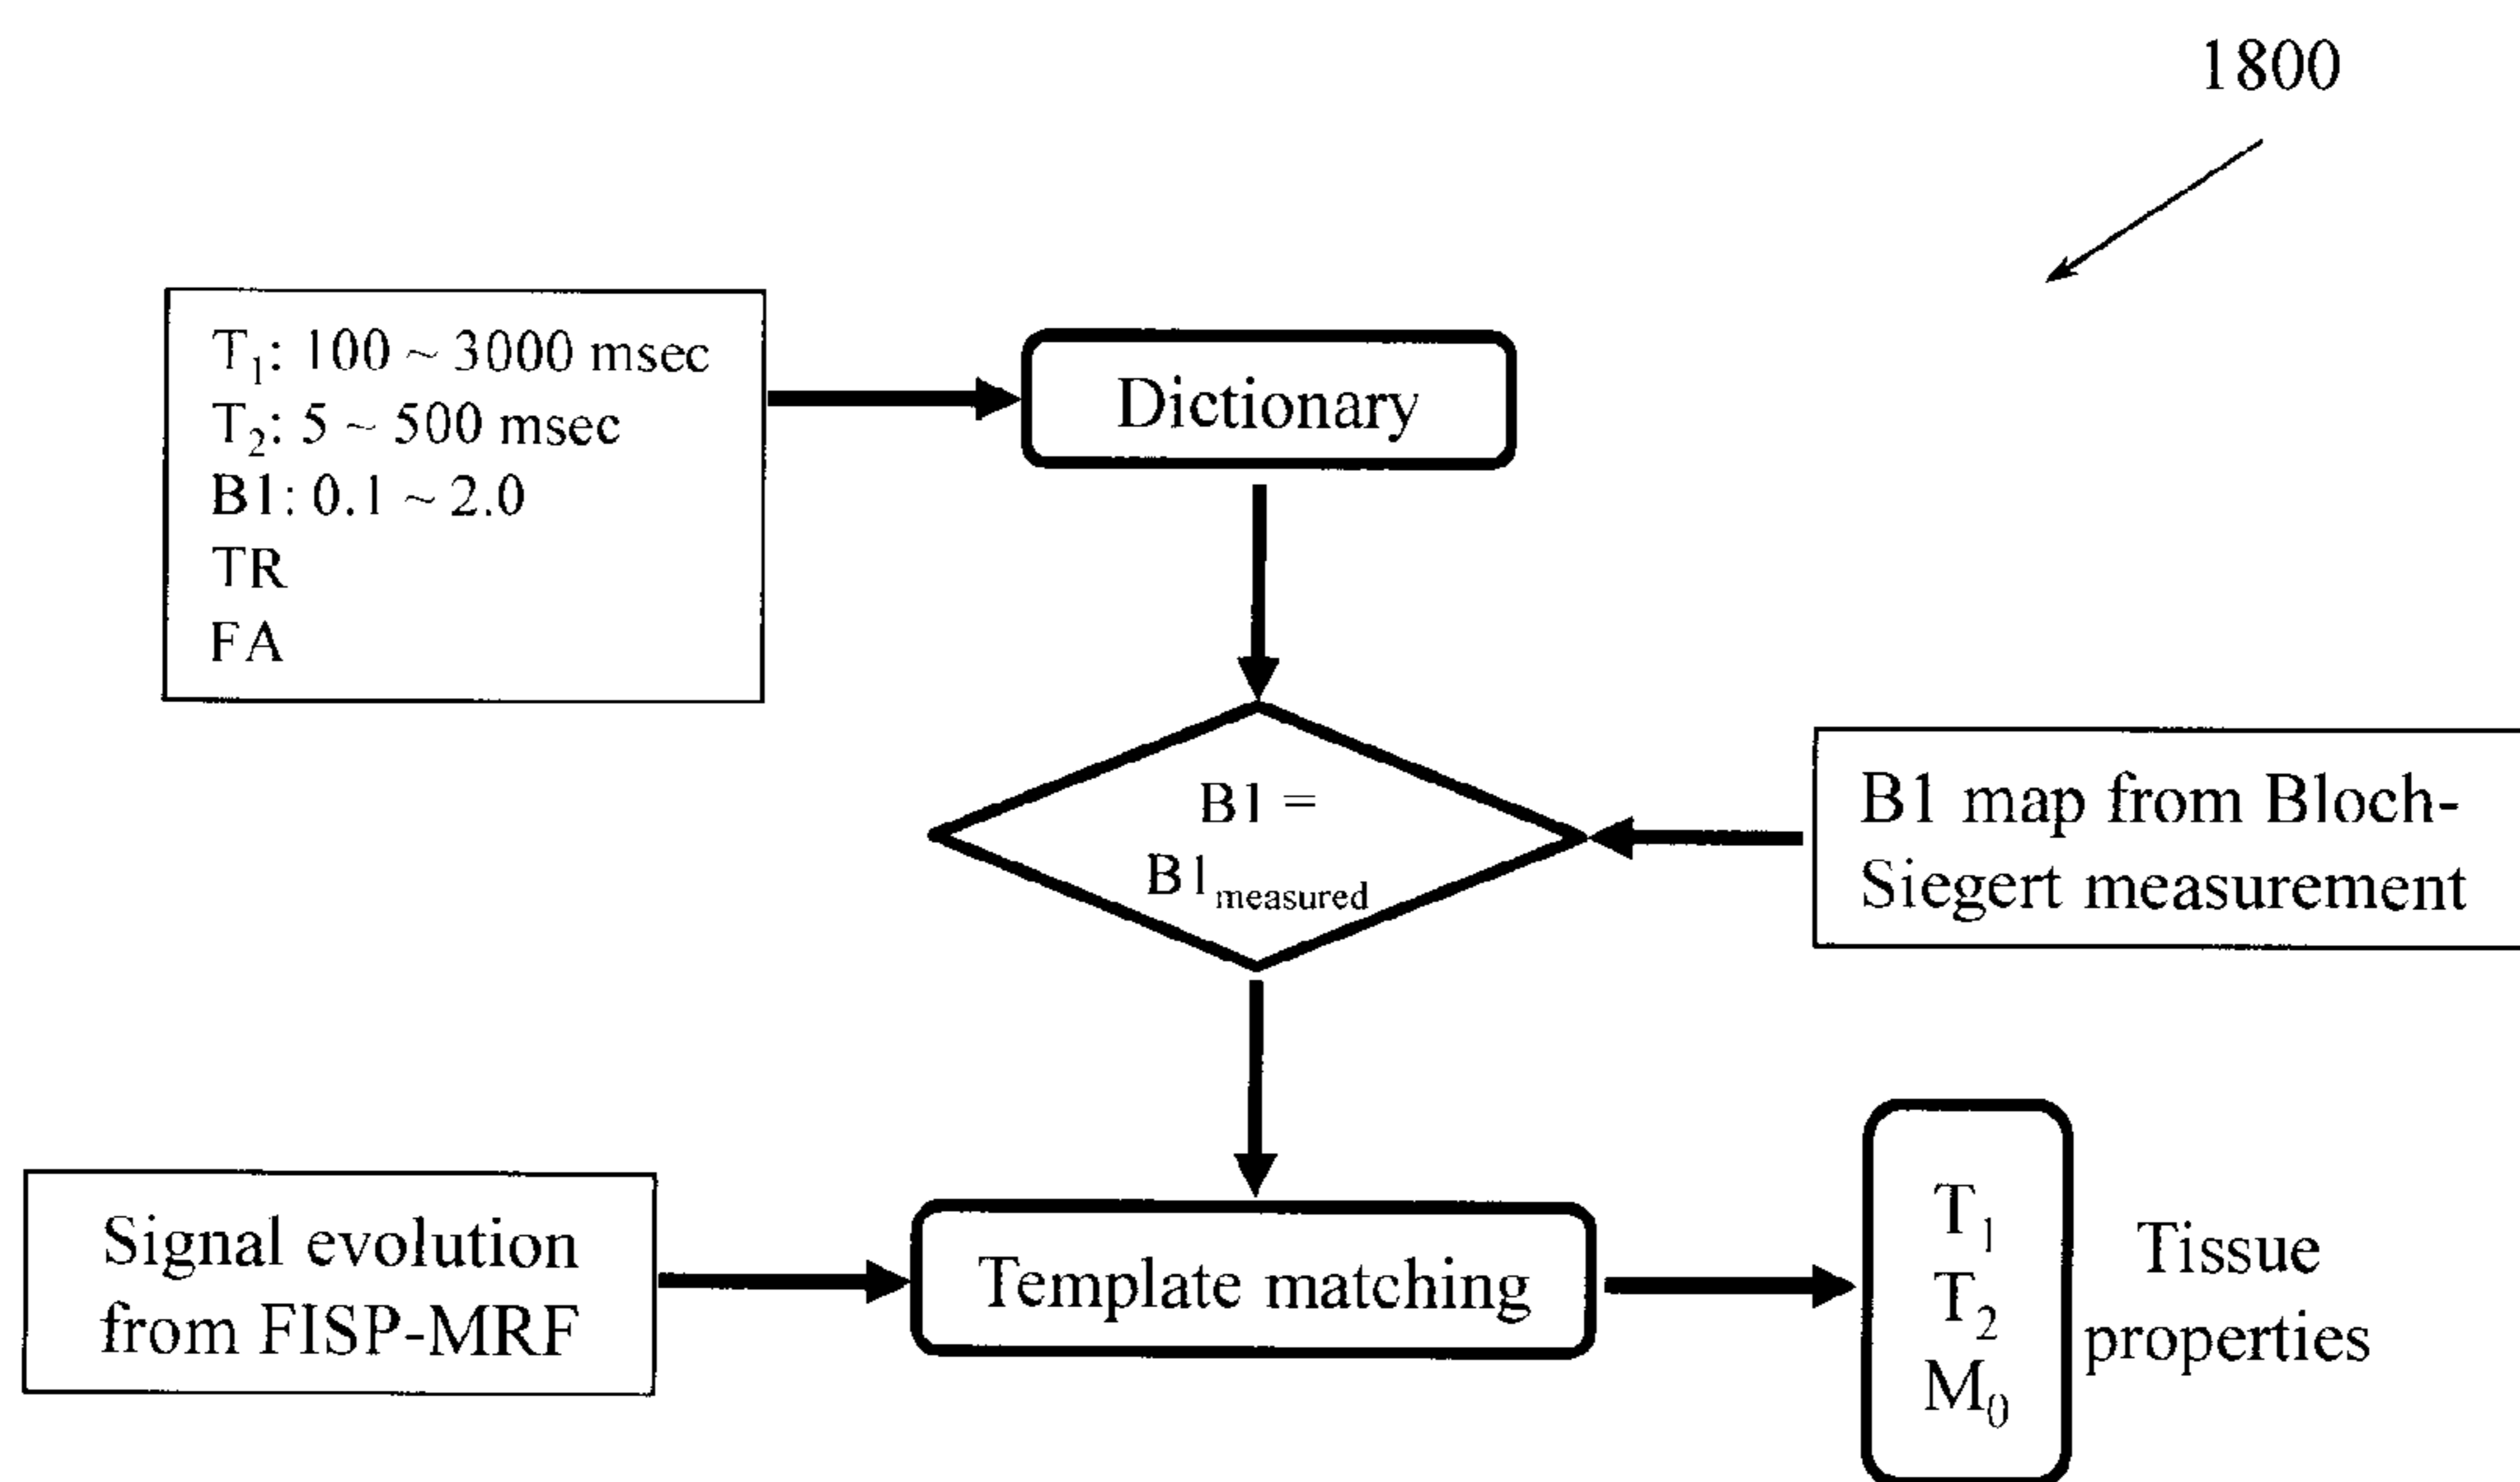 1800
T₁: 100 ~ 3000 msec
T₂: 5 ~ 500 msec
B1: 0.1 ~ 2.0
TR
FA
Dictionary
B1 =
B1measured
B1 map from Bloch-
Siegert measurement
Signal evolution
from FISP-MRF
Template matching
T₁
T₂
M₀
Tissue
properties